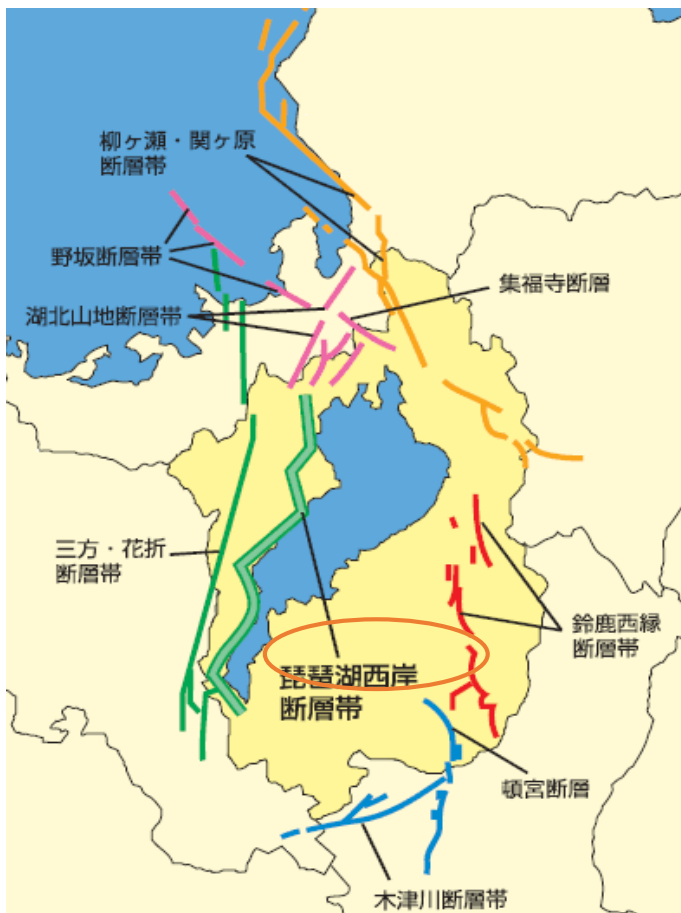 柳ヶ瀬・関ヶ原
断層帯
野坂断層帯
集福寺断層
湖北山地断層帯
三方・花折
断層帯
鈴鹿西縁
断層帯
琵琶湖西岸
断層帯
頓宮断層
木津川断層帯